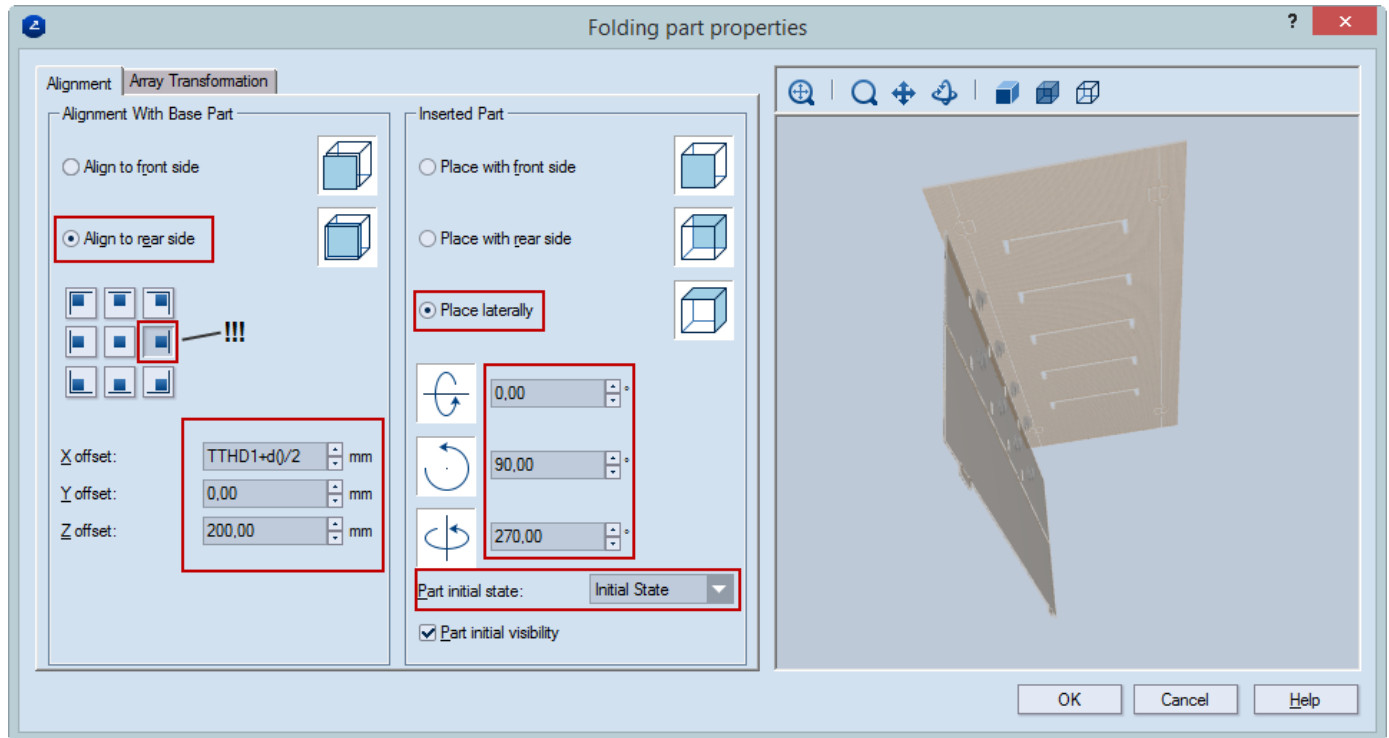 Folding part properties
?
Alignment
Array Transformation
Alignment With Base Part
Align to front side
Align to rear side
!!!
X offset: TTHD1+d()/2 mm
Y offset: 0,00 mm
Z offset: 200,00 mm
Inserted Part
Place with front side
Place with rear side
Place laterally
0,00 °
90,00 °
270,00 °
Part initial state: Initial State
Part initial visibility
OK
Cancel
Help